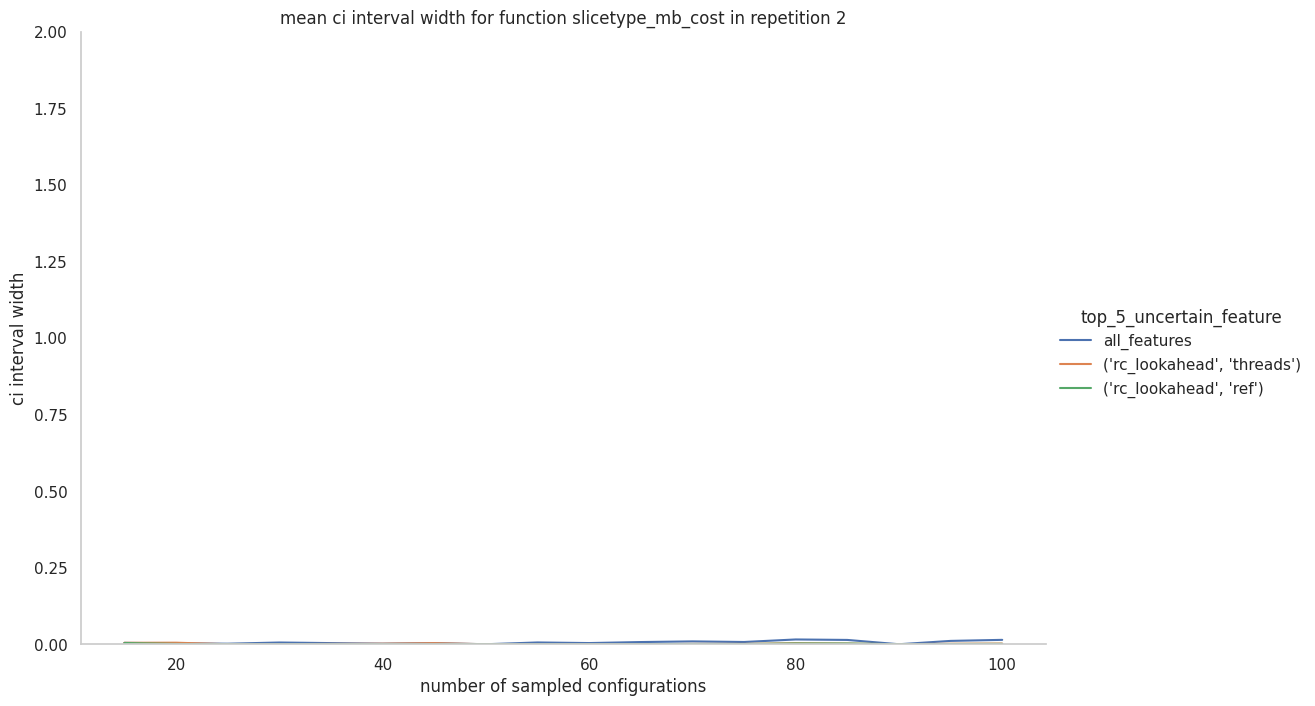 mean ci interval width for function slicetype_mb_cost in repetition 2
2.00
1.75
1.50
1.25
1.00
0.75
0.50
0.25
0.00
ci interval width
20 40 60 80 100
number of sampled configurations
top_5_uncertain_feature
all_features
('rc_lookahead', 'threads')
('rc_lookahead', 'ref')